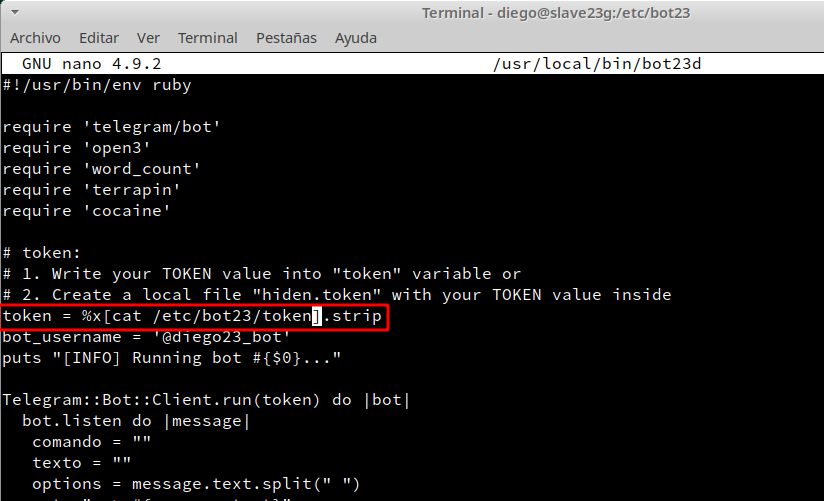 Terminal - diego@slave23g:/etc/bot23
Archivo Editar Ver Terminal Pestañas Ayuda
GNU nano 4.9.2 /usr/local/bin/bot23d
#!/usr/bin/env ruby
require 'telegram/bot'
require 'open3'
require 'word_count'
require 'terrapin'
require 'cocaine'
# token:
# 1. Write your TOKEN value into "token" variable or
# 2. Create a local file "hiden.token" with your TOKEN value inside
token = %x[cat /etc/bot23/token].strip
bot_username = '@diego23_bot'
puts "[INFO] Running bot #{$0}..."
Telegram::Bot::Client.run(token) do |bot|
bot.listen do |message|
comando = ""
texto = ""
options = message.text.split(" ")